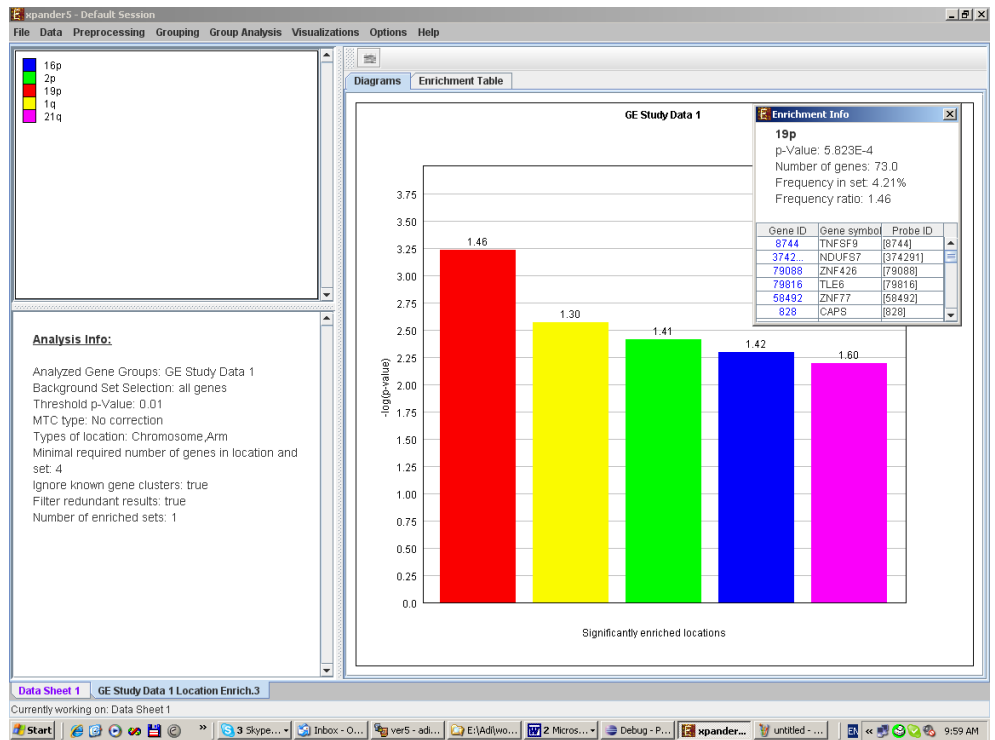 xpander5 - Default Session
File Data Preprocessing Grouping Group Analysis Visualizations Options Help
16p
2p
19p
1q
21q
Analysis Info:
Analyzed Gene Groups: GE Study Data 1
Background Set Selection: all genes
Threshold p-Value: 0.01
MTC type: No correction
Types of location: Chromosome,Arm
Minimal required number of genes in location and
set: 4
Ignore known gene clusters: true
Filter redundant results: true
Number of enriched sets: 1
Diagrams Enrichment Table
GE Study Data 1
-log(p-value)
3.75
3.50
3.25
3.00
2.75
2.50
2.25
2.00
1.75
1.50
1.25
1.00
0.75
0.50
0.25
0.0
1.46
1.30
1.41
1.42
1.60
Significantly enriched locations
Enrichment Info
19p
p-Value: 5.823E-4
Number of genes: 73.0
Frequency in set: 4.21%
Frequency ratio: 1.46
Gene ID Gene symbol Probe ID
8744 TNFSF9 [8744]
3742... NDUFS7 [374291]
79088 ZNF426 [79088]
79816 TLE6 [79816]
58492 ZNF77 [58492]
828 CAPS [828]
Data Sheet 1 GE Study Data 1 Location Enrich.3
Currently working on: Data Sheet 1
Start » 3 Skype... Inbox - O... ver5 - adi... E:\Adi\wo... 2 Micros... Debug - P... xpander... untitled - ... EN « 9:59 AM